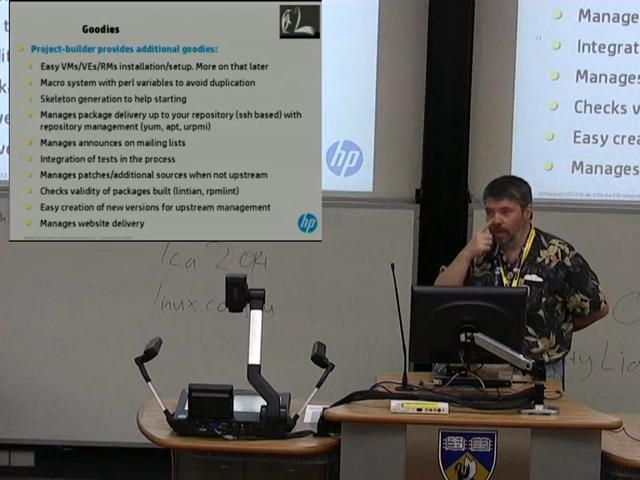 Goodies
Project-builder provides additional goodies:
Easy VMs/VEs/RMs installation/setup. More on that later
Macro system with perl variables to avoid duplication
Skeleton generation to help starting
Manages package delivery up to your repository (ssh based) with
repository management (yum, apt, urpmi)
Manages announces on mailing lists
Integration of tests in the process
Manages patches/additional sources when not upstream
Checks validity of packages built (lintian, rpmlint)
Easy creation of new versions for upstream management
Manages website delivery
hp
hp
Manage
Integrat
Manages
Checks v
Easy crea
Manages